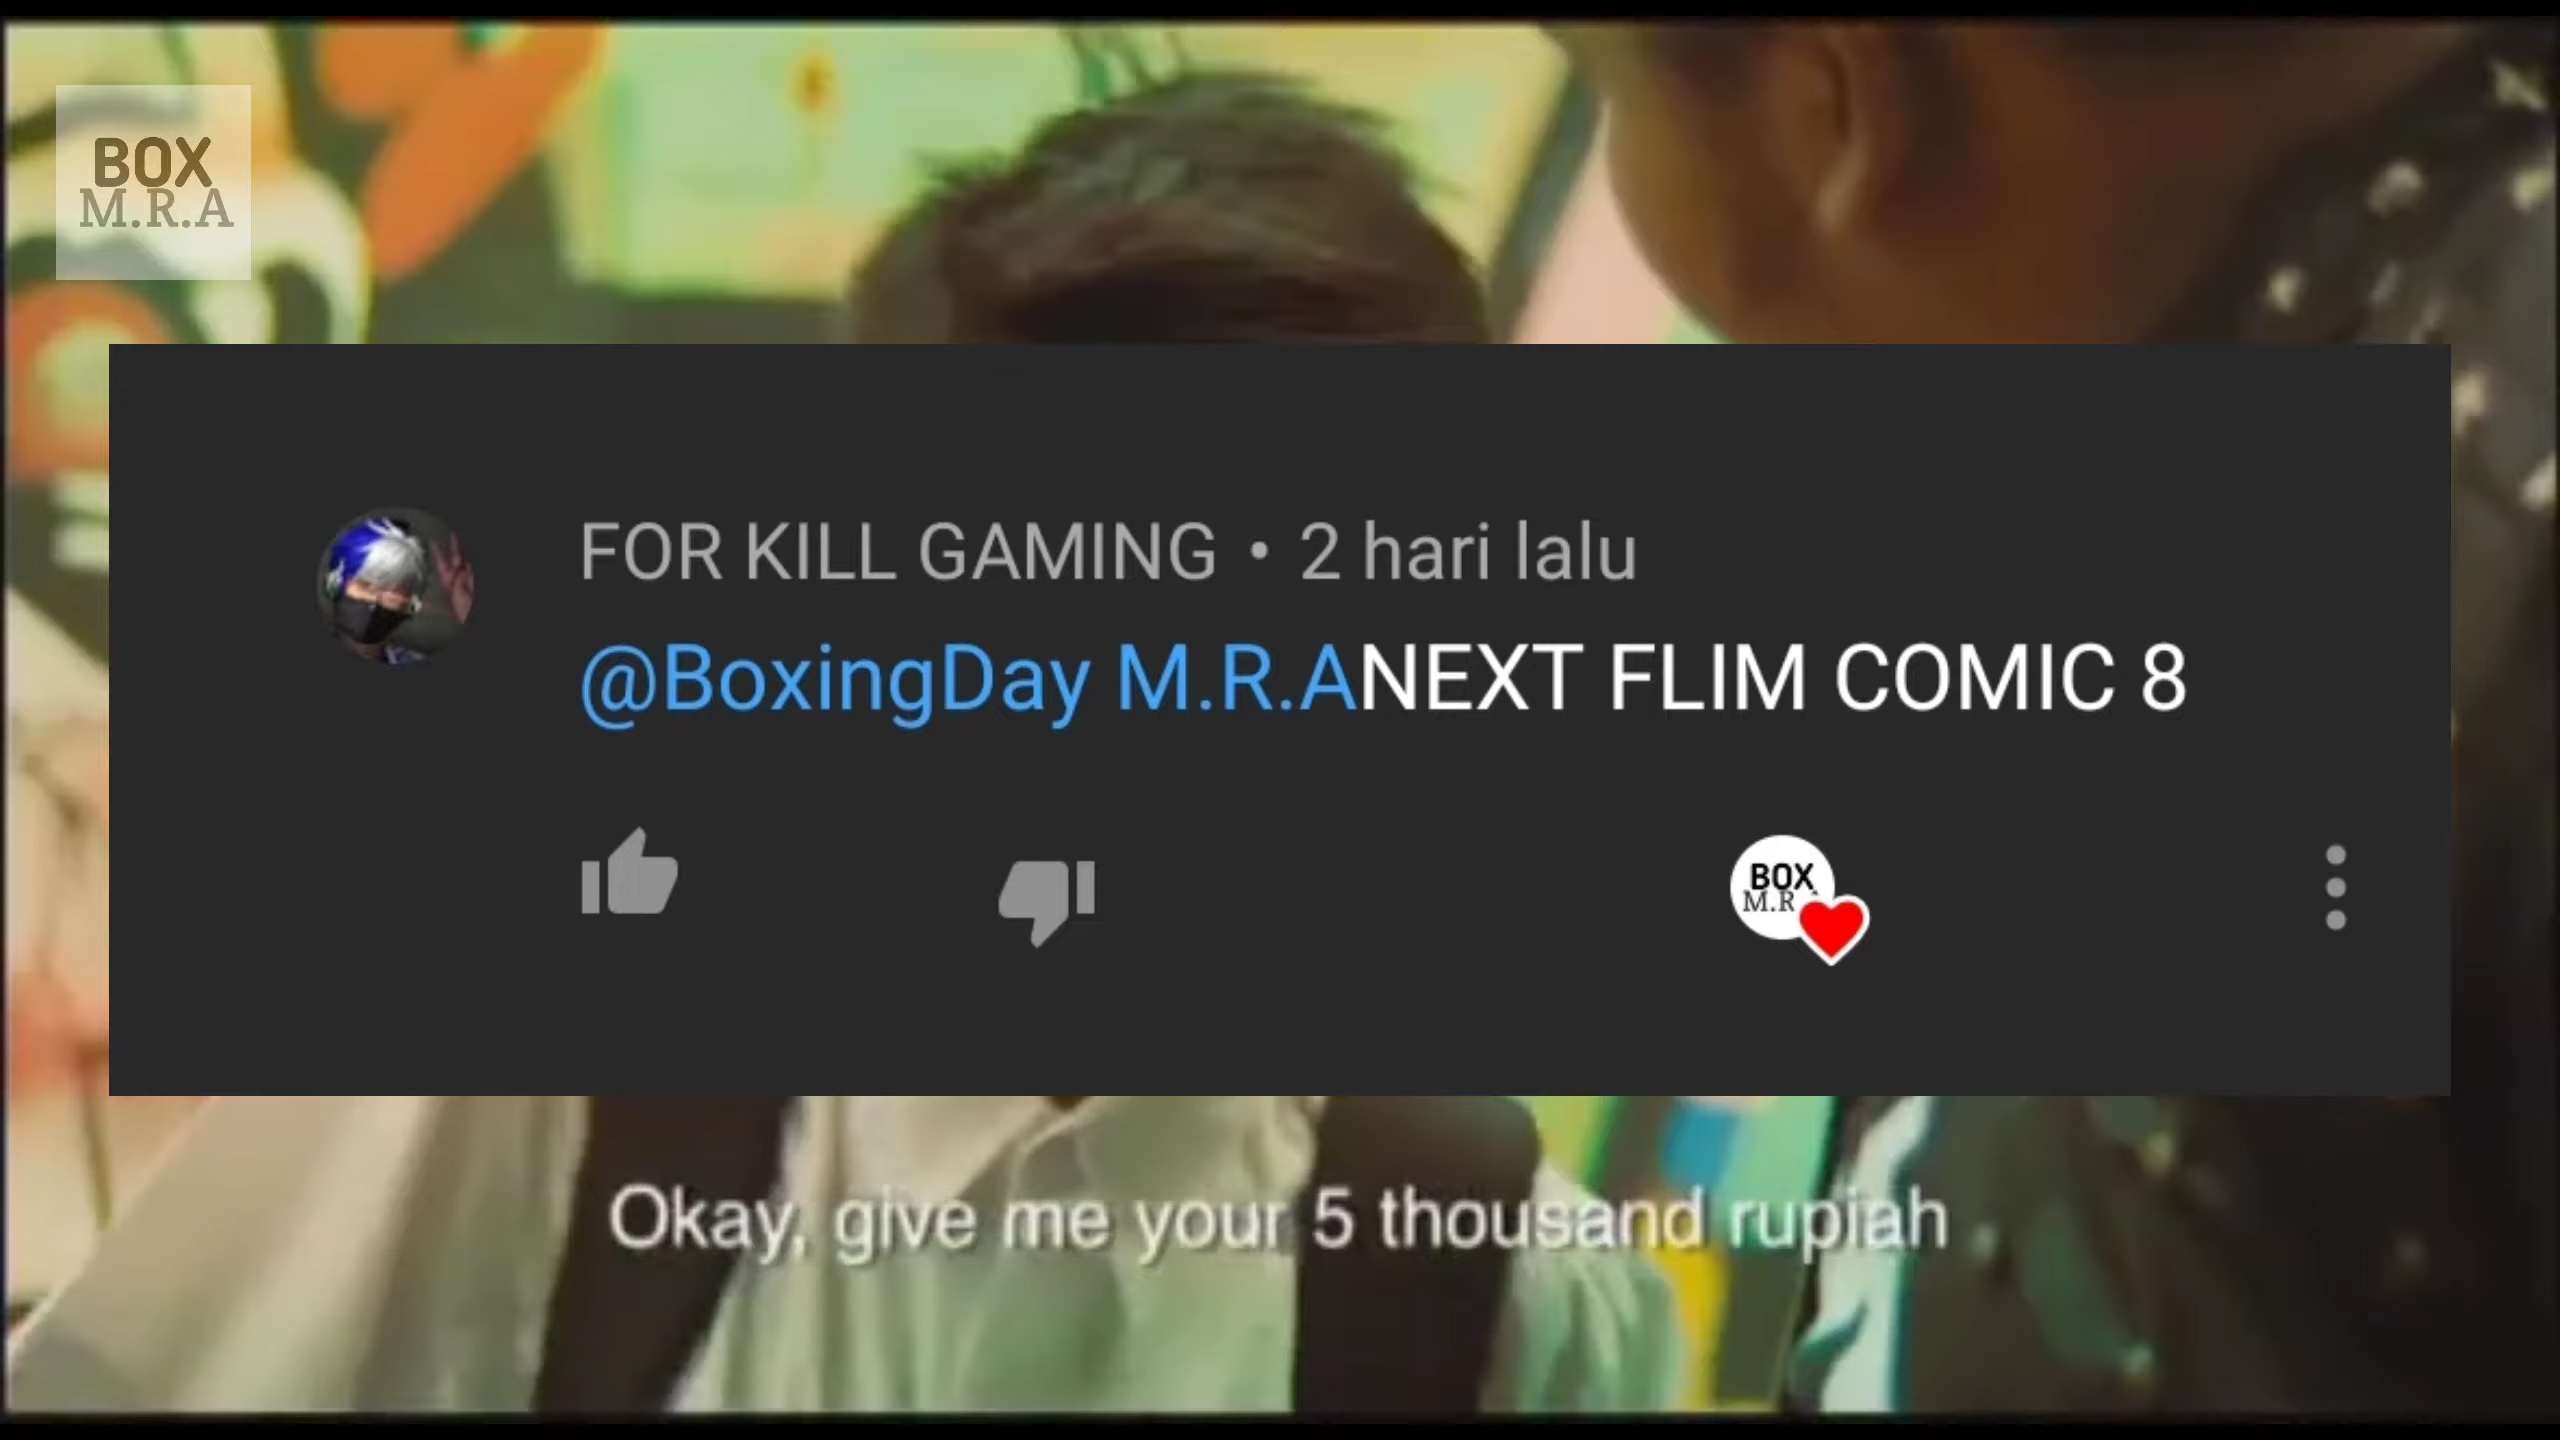 BOX
M.R.A
FOR KILL GAMING • 2 hari lalu
@BoxingDay M.R.ANEXT FLIM COMIC 8
BOX
M.R
Okay, give me your 5 thousand rupiah